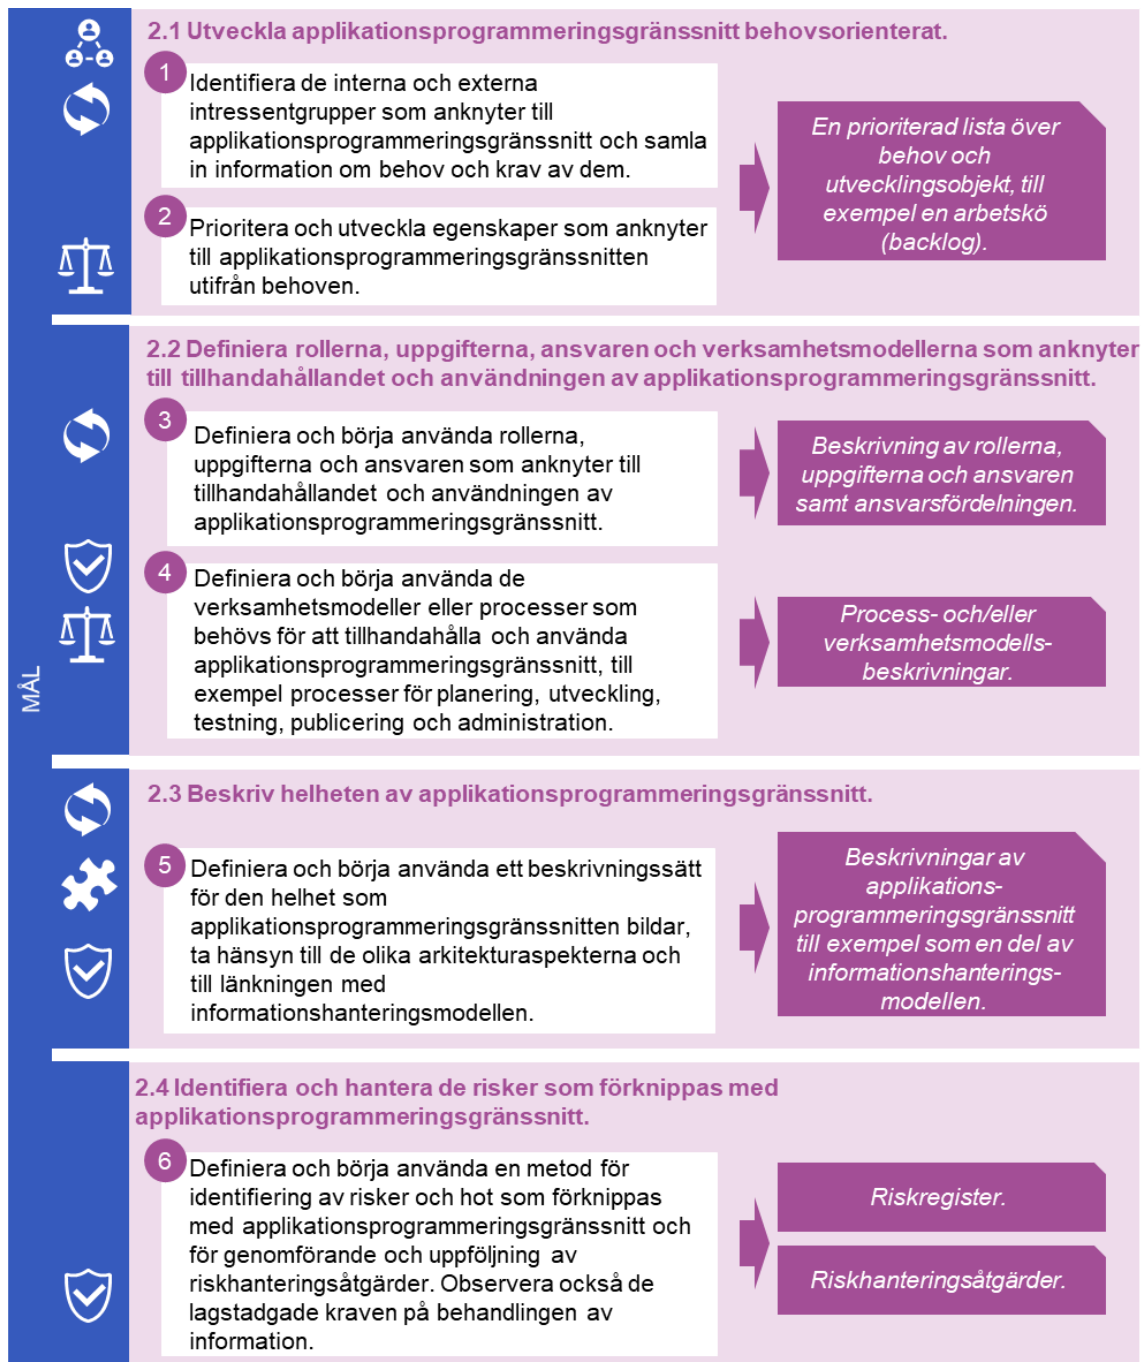 MÅL
2.1 Utveckla applikationsprogrammeringsgränssnitt behovsorienterat.
1
Identifiera de interna och externa
intressentgrupper som anknyter till
applikationsprogrammeringsgränssnitt och samla
in information om behov och krav av dem.
2
Prioritera och utveckla egenskaper som anknyter
till applikationsprogrammeringsgränssnitten
utifrån behoven.
En prioriterad lista över
behov och
utvecklingsobjekt, till
exempel en arbetskö
(backlog).
2.2 Definiera rollerna, uppgifterna, ansvaren och verksamhetsmodellerna som anknyter
till tillhandahållandet och användningen av applikationsprogrammeringsgränssnitt.
3
Definiera och börja använda rollerna,
uppgifterna och ansvaren som anknyter till
tillhandahållandet och användningen av
applikationsprogrammeringsgränssnitt.
Beskrivning av rollerna,
uppgifterna och ansvaren
samt ansvarsfördelningen.
4
Definiera och börja använda de
verksamhetsmodeller eller processer som
behövs för att tillhandahålla och använda
applikationsprogrammeringsgränssnitt, till
exempel processer för planering, utveckling,
testning, publicering och administration.
Process- och/eller
verksamhetsmodells-
beskrivningar.
2.3 Beskriv helheten av applikationsprogrammeringsgränssnitt.
5
Definiera och börja använda ett beskrivningssätt
för den helhet som
applikationsprogrammeringsgränssnitten bildar,
ta hänsyn till de olika arkitekturaspekterna och
till länkningen med
informationshanteringsmodellen.
Beskrivningar av
applikations-
programmeringsgränssnitt
till exempel som en del av
informationshanterings-
modellen.
2.4 Identifiera och hantera de risker som förknippas med
applikationsprogrammeringsgränssnitt.
6
Definiera och börja använda en metod för
identifiering av risker och hot som förknippas
med applikationsprogrammeringsgränssnitt och
för genomförande och uppföljning av
riskhanteringsåtgärder. Observera också de
lagstadgade kraven på behandlingen av
information.
Riskregister.
Riskhanteringsåtgärder.